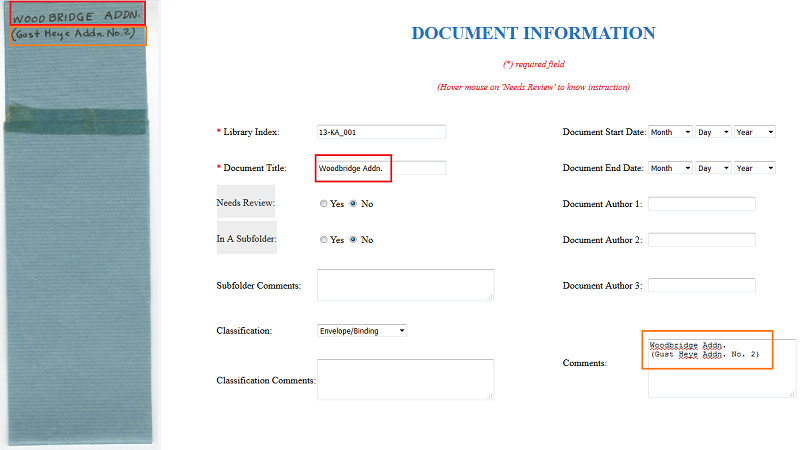 WOODBRIDGE ADDN.
(Gust Heye Addn. No. 2)
DOCUMENT INFORMATION
(*) required field
(Hover mouse on 'Needs Review' to know instruction)
* Library Index: 13-KA_001
Document Start Date: Month Day Year
* Document Title: Woodbridge Addn.
Document End Date: Month Day Year
Needs Review: Yes No
Document Author 1:
In A Subfolder: Yes No
Document Author 2:
Subfolder Comments:
Document Author 3:
Classification: Envelope/Binding
Comments: Woodbridge Addn.
(Gust Heye Addn. No. 2)
Classification Comments: